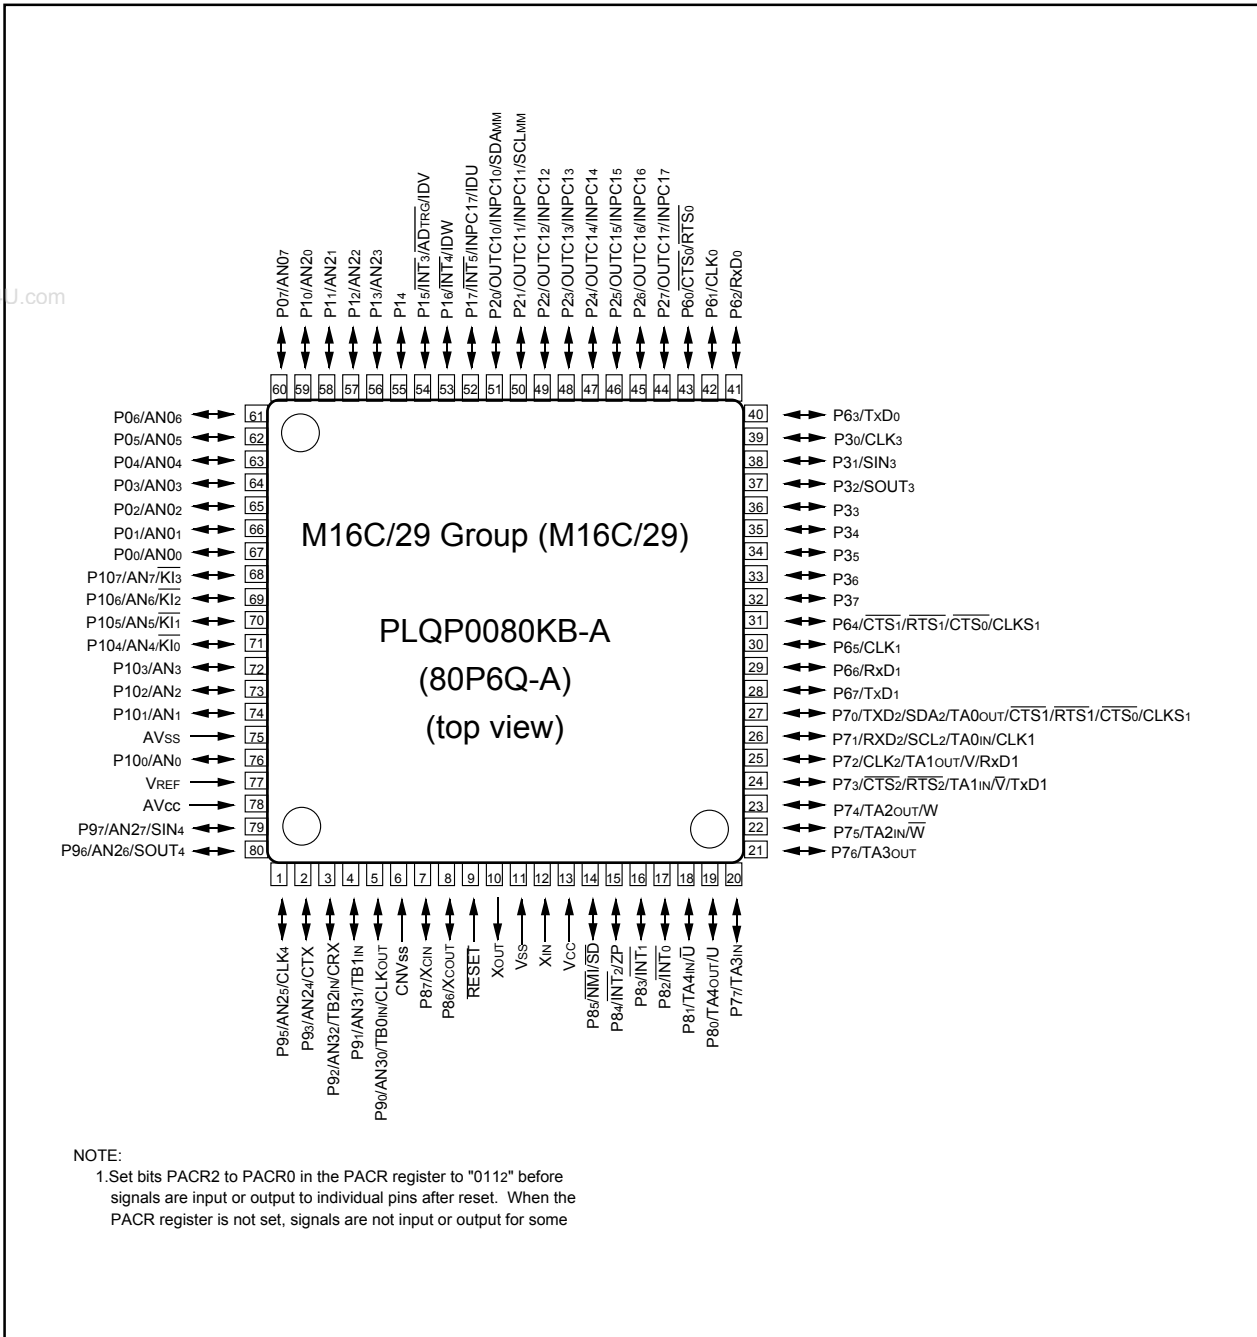 U.com
P07/AN07
P10/AN20
P11/AN21
P12/AN22
P13/AN23
P14
P15/INT3/ADTRG/IDV
P16/INT4/IDW
P17/INT5/INPC17/IDU
P20/OUTC10/INPC10/SDAMM
P21/OUTC11/INPC11/SCLMM
P22/OUTC12/INPC12
P23/OUTC13/INPC13
P24/OUTC14/INPC14
P25/OUTC15/INPC15
P26/OUTC16/INPC16
P27/OUTC17/INPC17
P60/CTS0/RTS0
P61/CLK0
P62/RxD0
60 59 58 57 56 55 54 53 52 51 50 49 48 47 46 45 44 43 42 41
P06/AN06 61
P05/AN05 62
P04/AN04 63
P03/AN03 64
P02/AN02 65
P01/AN01 66
P00/AN00 67
P107/AN7/KI3 68
P106/AN6/KI2 69
P105/AN5/KI1 70
P104/AN4/KI0 71
P103/AN3 72
P102/AN2 73
P101/AN1 74
AVSS 75
P100/AN0 76
VREF 77
AVCC 78
P97/AN27/SIN4 79
P96/AN26/SOUT4 80
M16C/29 Group (M16C/29)
PLQP0080KB-A
(80P6Q-A)
(top view)
40 P63/TxD0
39 P30/CLK3
38 P31/SIN3
37 P32/SOUT3
36 P33
35 P34
34 P35
33 P36
32 P37
31 P64/CTS1/RTS1/CTS0/CLKS1
30 P65/CLK1
29 P66/RxD1
28 P67/TxD1
27 P70/TXD2/SDA2/TA0OUT/CTS1/RTS1/CTS0/CLKS1
26 P71/RXD2/SCL2/TA0IN/CLK1
25 P72/CLK2/TA1OUT/V/RxD1
24 P73/CTS2/RTS2/TA1IN/V/TxD1
23 P74/TA2OUT/W
22 P75/TA2IN/W
21 P76/TA3OUT
1 2 3 4 5 6 7 8 9 10 11 12 13 14 15 16 17 18 19 20
P95/AN25/CLK4
P93/AN24/CTX
P92/AN32/TB2IN/CRX
P91/AN31/TB1IN
P90/AN30/TB0IN/CLKOUT
CNVSS
P87/XCIN
P86/XCOUT
RESET
XOUT
VSS
XIN
VCC
P85/NMI/SD
P84/INT2/ZP
P83/INT1
P82/INT0
P81/TA4IN/U
P80/TA4OUT/U
P77/TA3IN
NOTE:
1.Set bits PACR2 to PACR0 in the PACR register to "0112" before
signals are input or output to individual pins after reset. When the
PACR register is not set, signals are not input or output for some